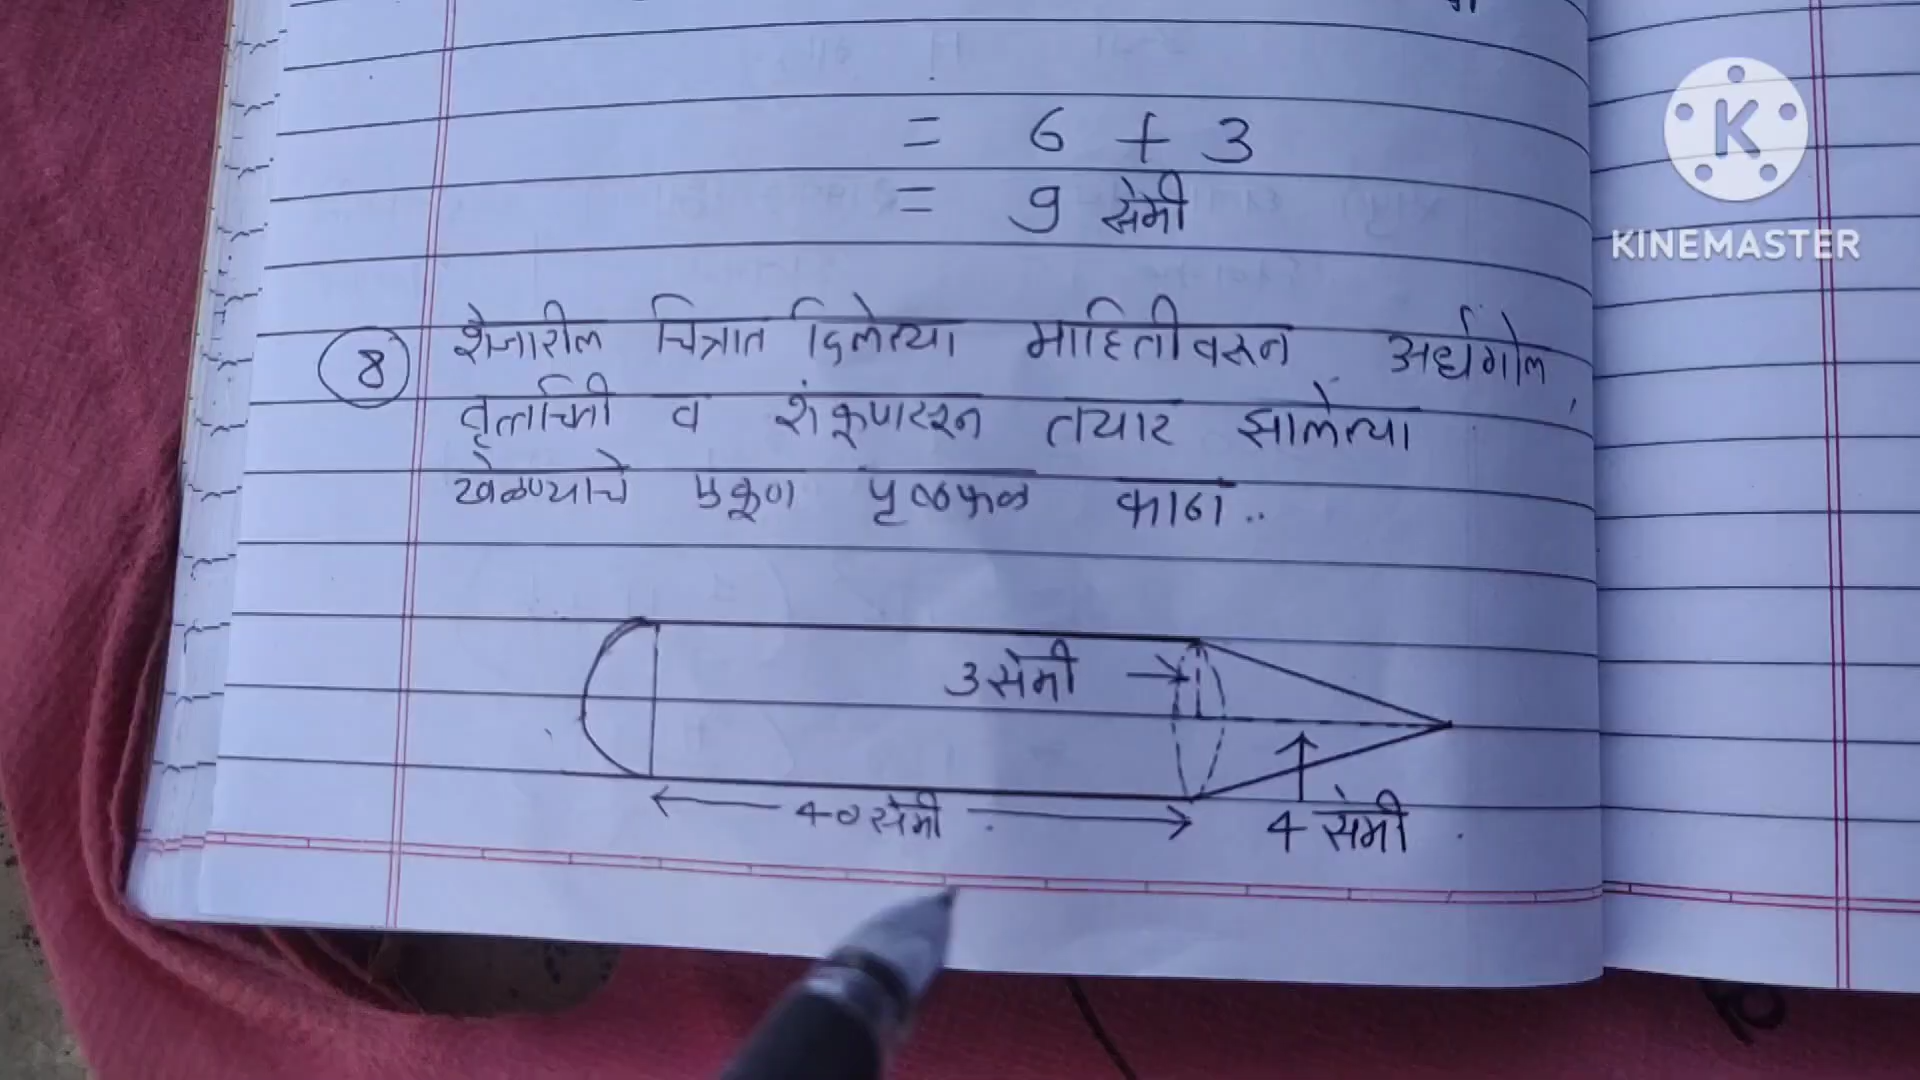 = 6 + 3
= 9 सेमी
8 शेजारील चित्रात दिलेल्या माहितीवरून अर्धगोल,
वृत्तचिती व शंकूपासून तयार झालेल्या
खेळण्याचे एकूण पृष्ठफळ काढा..
3 सेमी
40 सेमी
4 सेमी
K
KINEMASTER